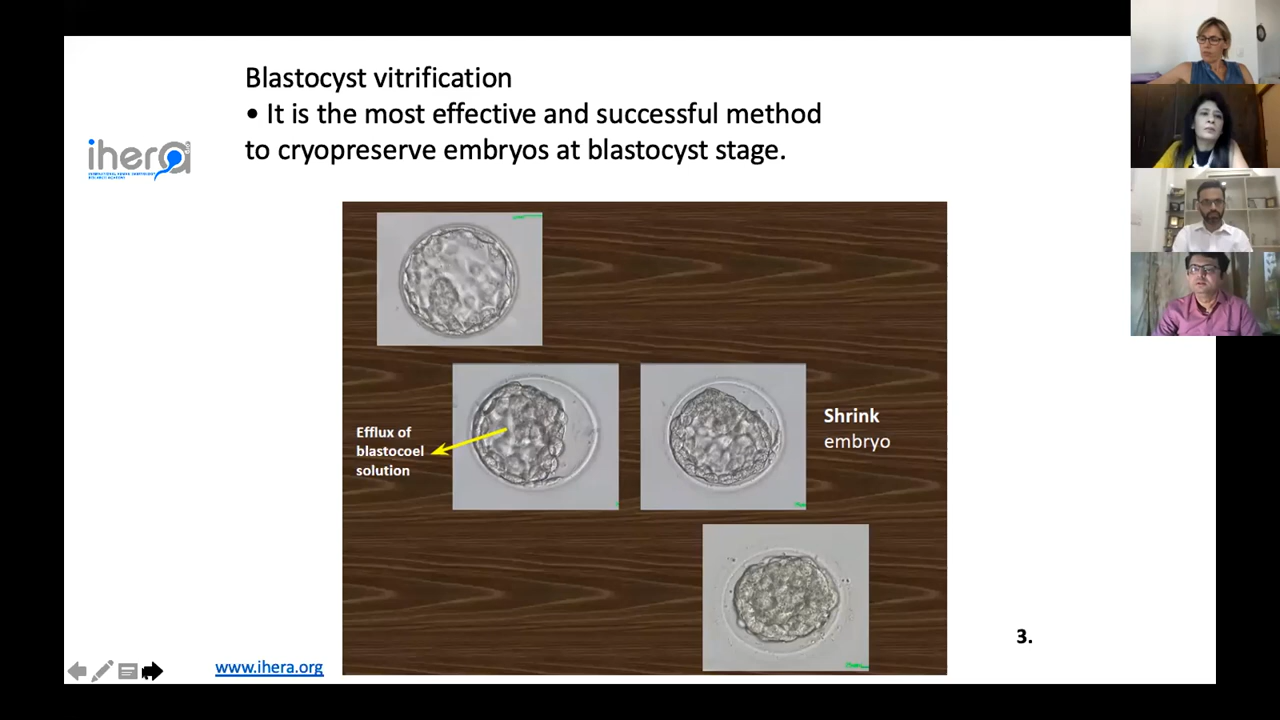 Blastocyst vitrification
• It is the most effective and successful method
to cryopreserve embryos at blastocyst stage.
ihera
Efflux of
blastocoel
solution
Shrink
embryo
3.
www.ihera.org